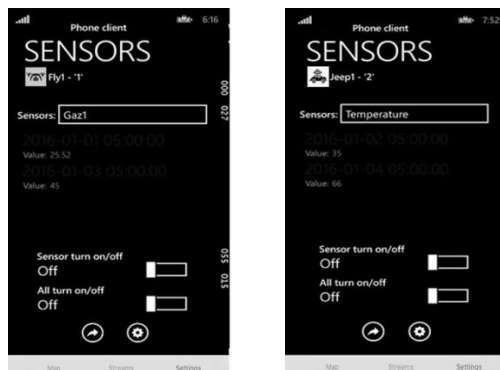 6:16
Phone client
SENSORS
Fly1 - '1'
Sensors: Gaz1
2016-01-01 05:00:00
Value: 25.52
2016-01-03 05:00:00
Value: 45
Sensor turn on/off
Off
All turn on/off
Off
Map Streams Settings
000 027
055 015
7:52
Phone client
SENSORS
Jeep1 - '2'
Sensors: Temperature
2016-01-02 05:00:00
Value: 35
2016-01-04 05:00:00
Value: 66
Sensor turn on/off
Off
All turn on/off
Off
Map Streams Settings